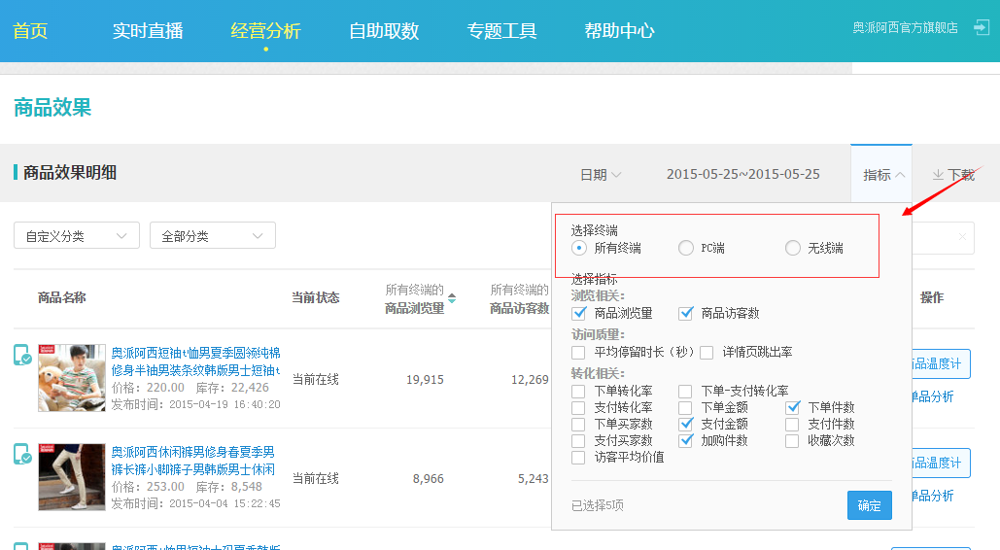 首页 实时直播 经营分析 自助取数 专题工具 帮助中心 奥派阿西官方旗舰店
商品效果
商品效果明细 日期 2015-05-25~2015-05-25 指标 下载
自定义分类 全部分类
选择终端
所有终端 PC端 无线端
选择指标
浏览相关：
商品浏览量 商品访客数
访问质量：
平均停留时长（秒） 详情页跳出率
转化相关：
下单转化率 下单-支付转化率
支付转化率 下单金额 下单件数
下单买家数 支付金额 支付件数
支付买家数 加购件数 收藏次数
访客平均价值
已选择5项 确定
商品名称 当前状态 所有终端的 商品浏览量 所有终端的 商品访客数 操作
奥派阿西短袖t恤男夏季圆领纯棉
修身半袖男装条纹韩版男士短袖t
价格：220.00 库存：22,426
发布时间：2015-04-19 16:40:20
当前在线 19,915 12,269
品温度计
单品分析
奥派阿西休闲裤男修身春夏季男
裤长裤小脚裤子男韩版男士休闲
价格：253.00 库存：8,548
发布时间：2015-04-04 15:22:45
当前在线 8,966 5,243
品温度计
单品分析